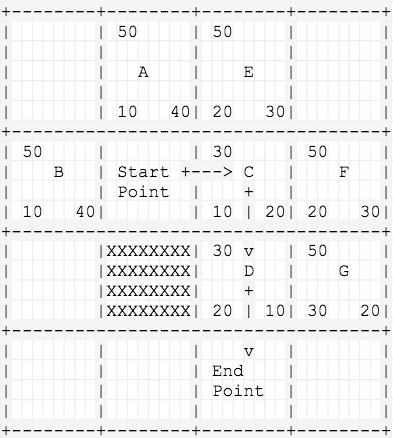 +--------+--------+--------+--------+
|        | 50     | 50     |        |
|        |   A    |    E   |        |
|        | 10   40| 20   30|        |
+--------+--------+--------+--------+
| 50     |        | 30     | 50     |
|    B   | Start +---> C   |    F   |
|        | Point  |    +   |        |
| 10   40|        | 10 | 20| 20   30|
+--------+--------+--------+--------+
|        |XXXXXXXX| 30 v   | 50     |
|        |XXXXXXXX|    D   |    G   |
|        |XXXXXXXX|    +   |        |
|        |XXXXXXXX| 20 | 10| 30   20|
+--------+--------+--------+--------+
|        |        |    v   |        |
|        |        | End    |        |
|        |        | Point  |        |
|        |        |        |        |
+--------+--------+--------+--------+